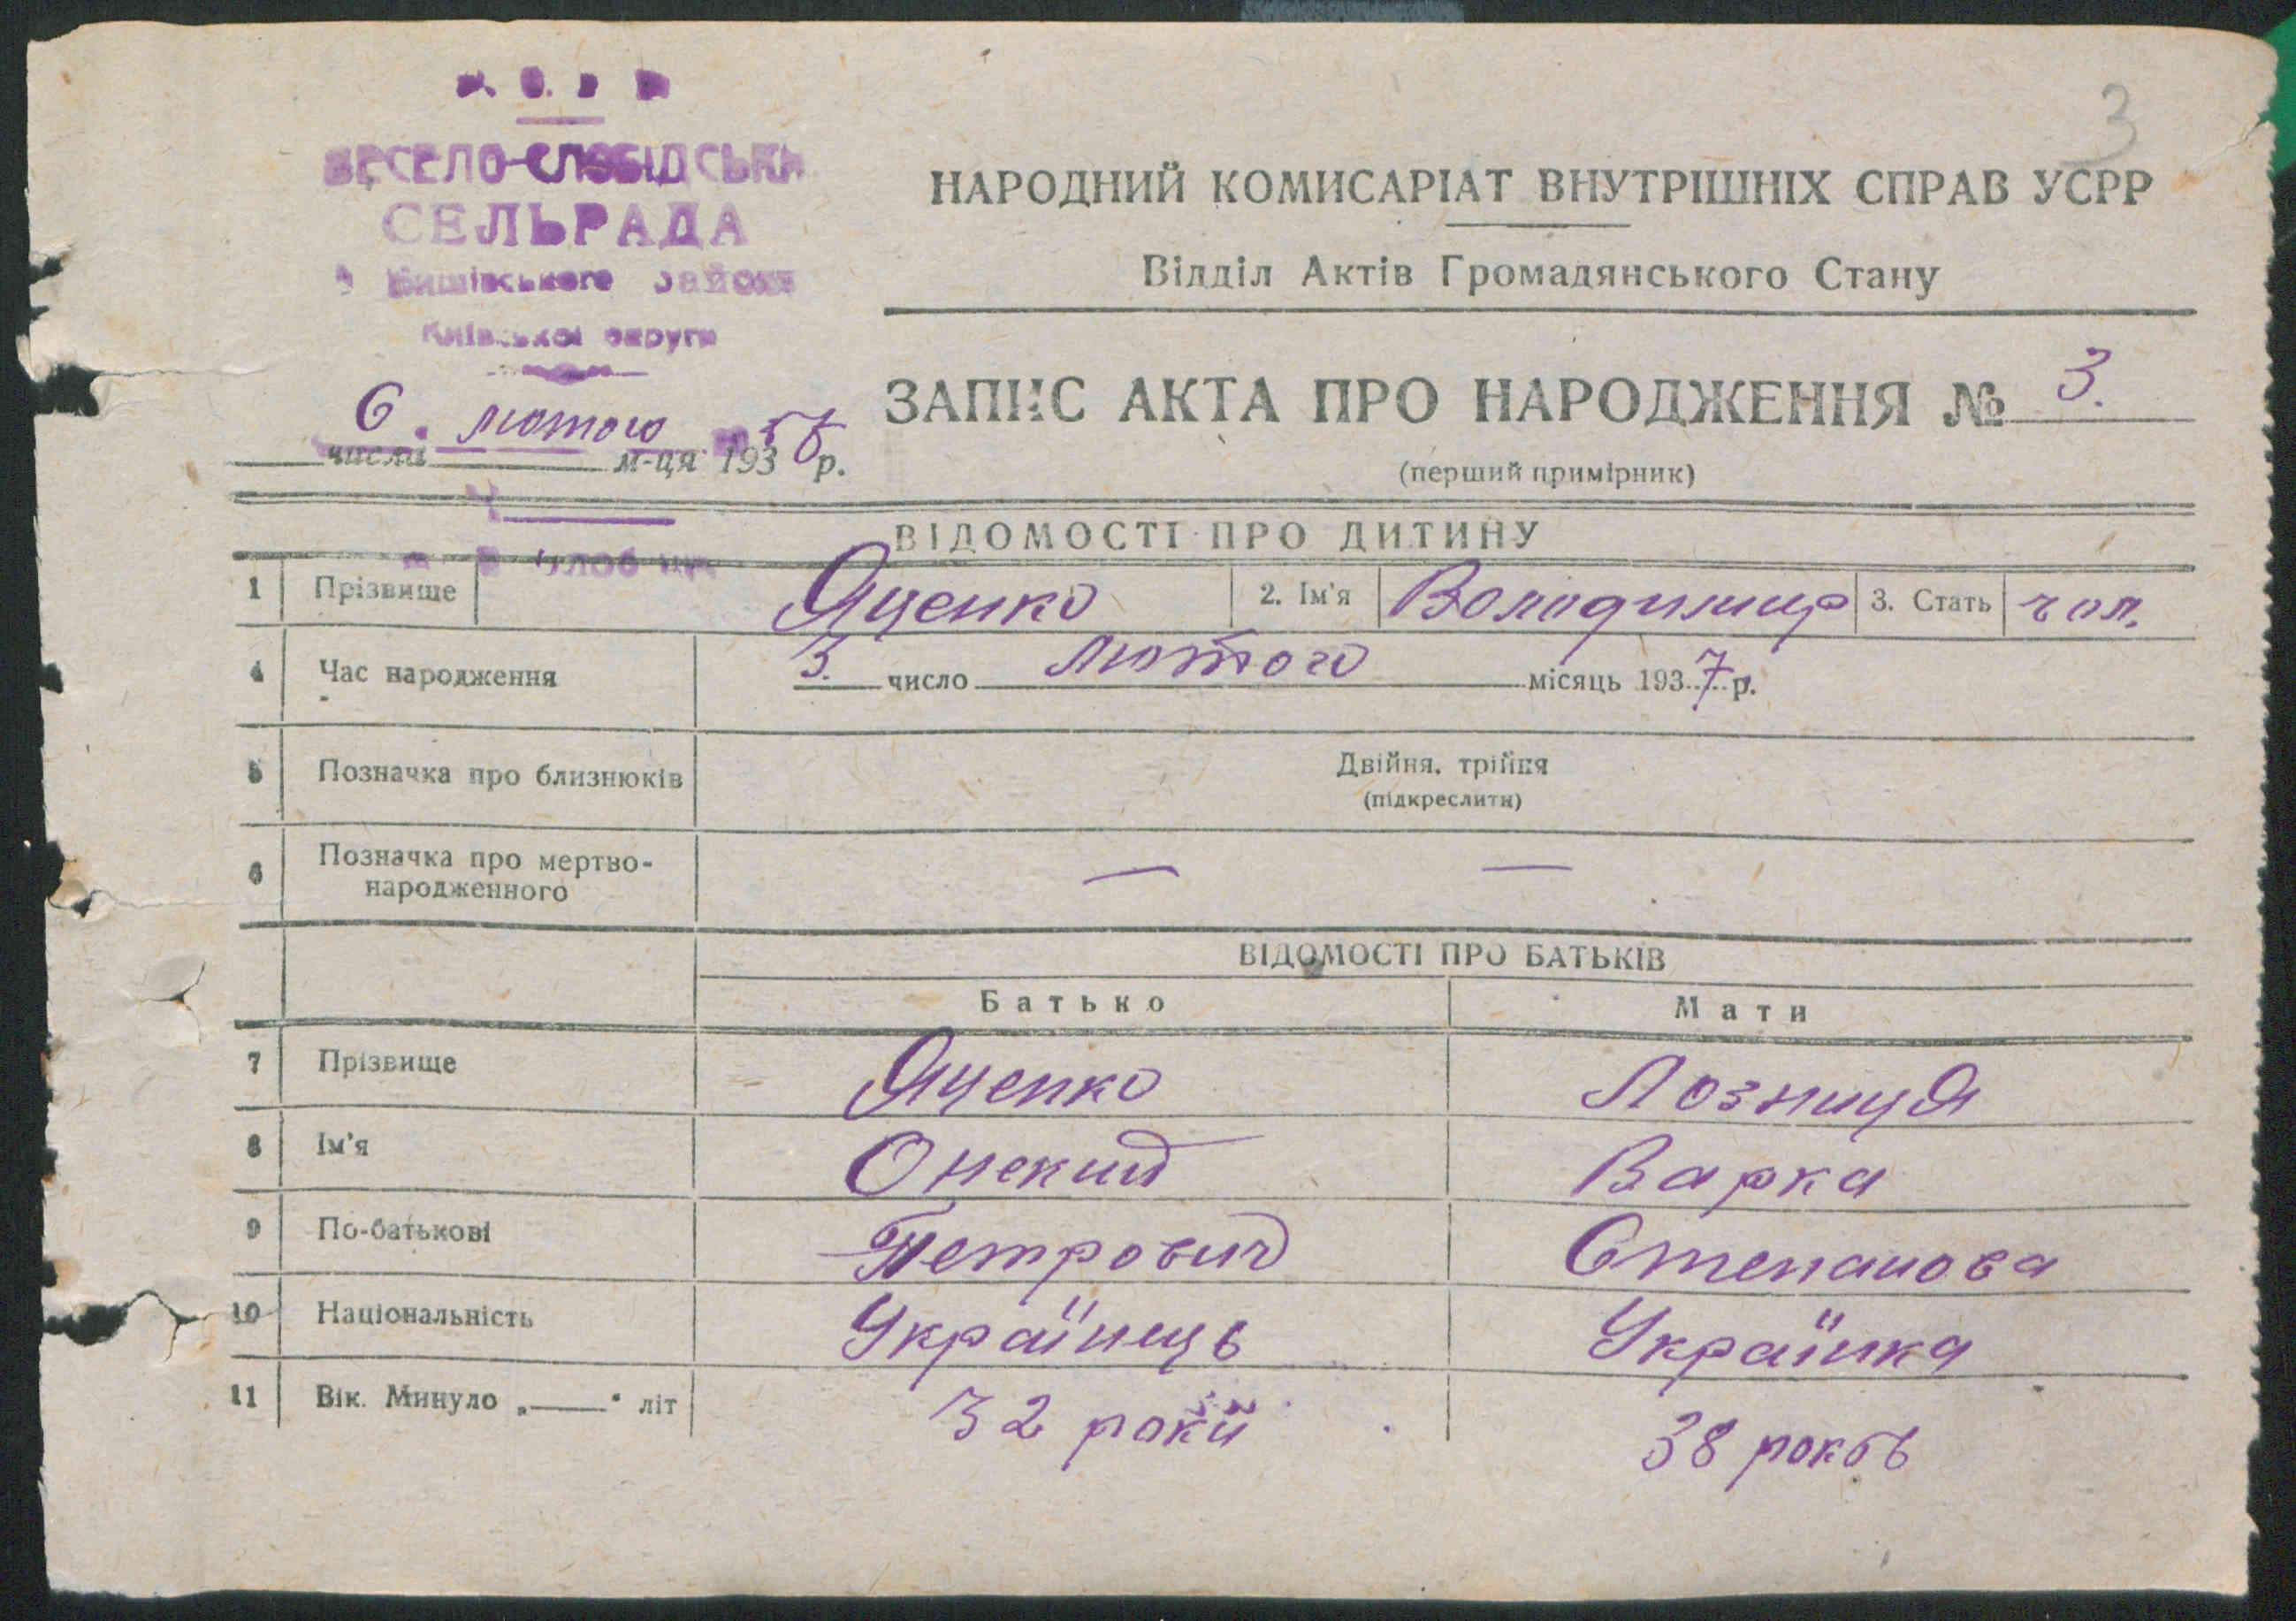 3
ВЕСЕЛО-СЛОБІДСЬКА
СЕЛЬРАДА
району
Київської округи
6. лютого
числа м-ця 193 р.
НАРОДНИЙ КОМИСАРІАТ ВНУТРІШНІХ СПРАВ УСРР
Відділ Актів Громадянського Стану
ЗАПИС АКТА ПРО НАРОДЖЕННЯ № 3.
(перший примірник)
ВІДОМОСТІ ПРО ДИТИНУ
1 Прізвище Яценко 2. Ім'я Володимир 3. Стать чол.
4 Час народження 3. число лютого місяць 1937 р.
5 Позначка про близнюків Двійня, трійня
(підкреслити)
6 Позначка про мертво-
народженного — —
ВІДОМОСТІ ПРО БАТЬКІВ
Батько Мати
7 Прізвище Яценко Лозниця
8 Ім'я Варка
9 По-батькові Петрович Степанова
10 Національність Українець Українка
11 Вік. Минуло „——" літ 32 роки 38 років